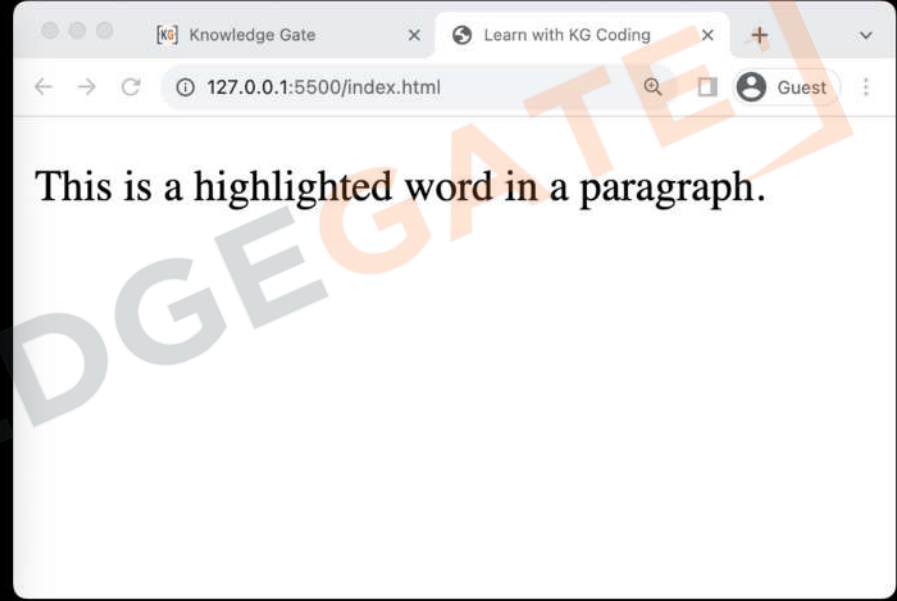 [KG] Knowledge Gate
Learn with KG Coding
127.0.0.1:5500/index.html
Guest
This is a highlighted word in a paragraph.
DGEGATE]